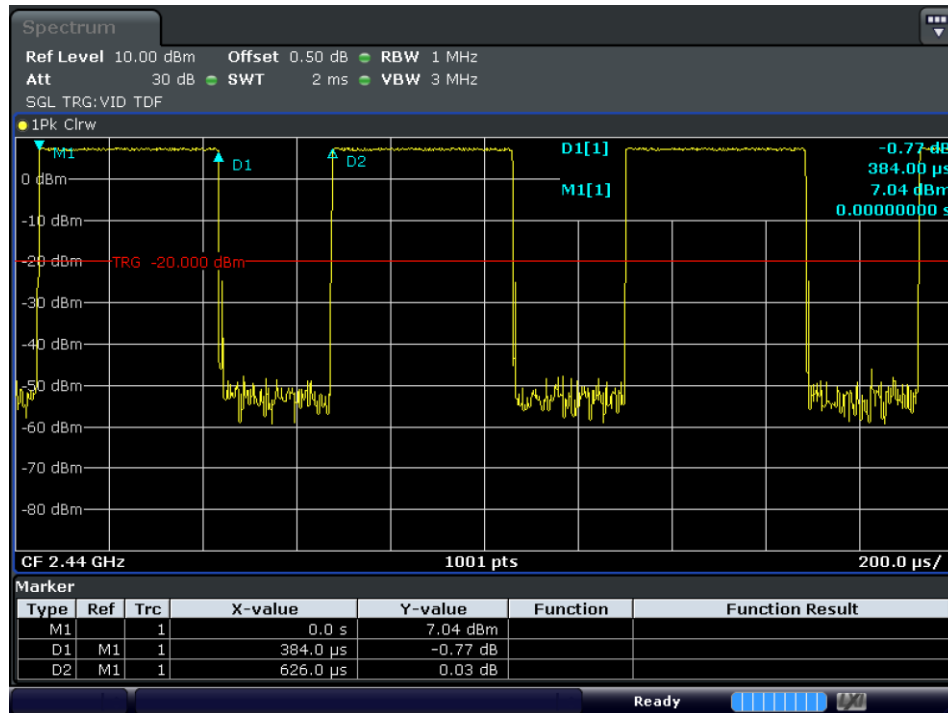 Spectrum
Ref Level 10.00 dBm Offset 0.50 dB RBW 1 MHz
Att 30 dB SWT 2 ms VBW 3 MHz
SGL TRG:VID TDF
1Pk Clrw
M1 D1 D2 D1[1] -0.77 dB
384.00 µs
0 dBm M1[1] 7.04 dBm
0.00000000 s
-10 dBm
-20 dBm TRG -20.000 dBm
-30 dBm
-40 dBm
-50 dBm
-60 dBm
-70 dBm
-80 dBm
CF 2.44 GHz 1001 pts 200.0 µs/
Marker
Type Ref Trc X-value Y-value Function Function Result
M1 1 0.0 s 7.04 dBm
D1 M1 1 384.0 µs -0.77 dB
D2 M1 1 626.0 µs 0.03 dB
Ready